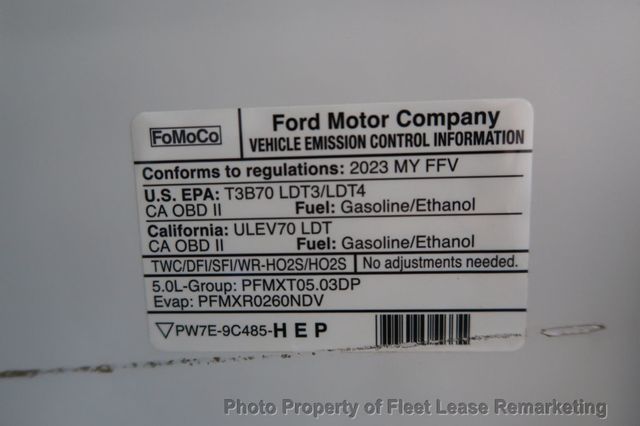 FoMoCo
Ford Motor Company
VEHICLE EMISSION CONTROL INFORMATION
Conforms to regulations: 2023 MY FFV
U.S. EPA: T3B70 LDT3/LDT4
CA OBD II Fuel: Gasoline/Ethanol
California: ULEV70 LDT
CA OBD II Fuel: Gasoline/Ethanol
TWC/DFI/SFI/WR-HO2S/HO2S No adjustments needed.
5.0L-Group: PFMXT05.03DP
Evap: PFMXR0260NDV
▽PW7E-9C485-HEP
Photo Property of Fleet Lease Remarketing